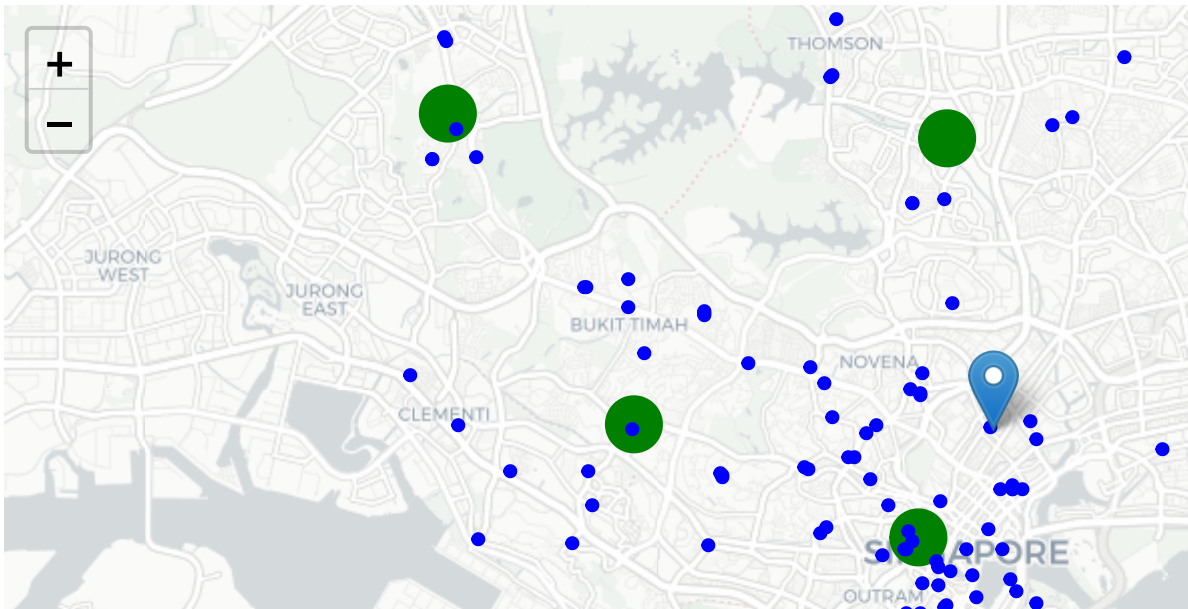 +
−
THOMSON
JURONG
WEST
JURONG
EAST
BUKIT TIMAH
NOVENA
CLEMENTI
SINGAPORE
OUTRAM